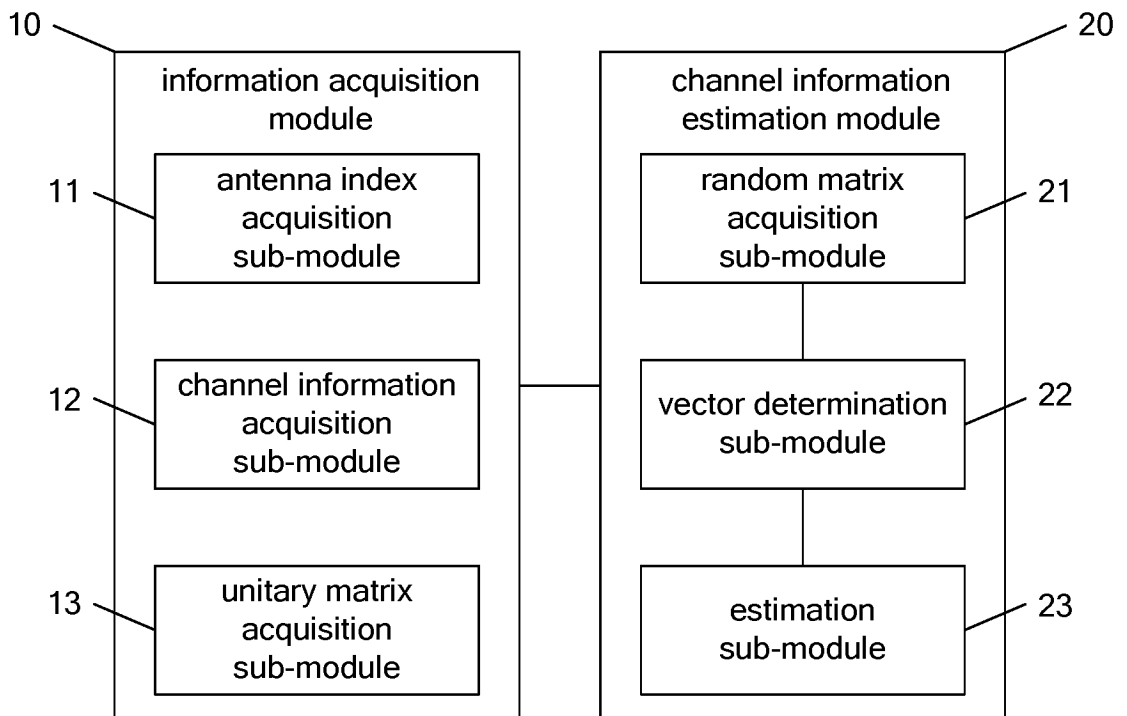 10
information acquisition
module
11
antenna index
acquisition
sub-module
12
channel information
acquisition
sub-module
13
unitary matrix
acquisition
sub-module
20
channel information
estimation module
21
random matrix
acquisition
sub-module
22
vector determination
sub-module
23
estimation
sub-module